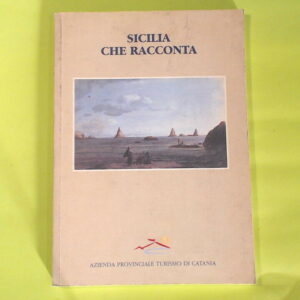 SICILIA
CHE RACCONTA
AZIENDA PROVINCIALE TURISMO DI CATANIA